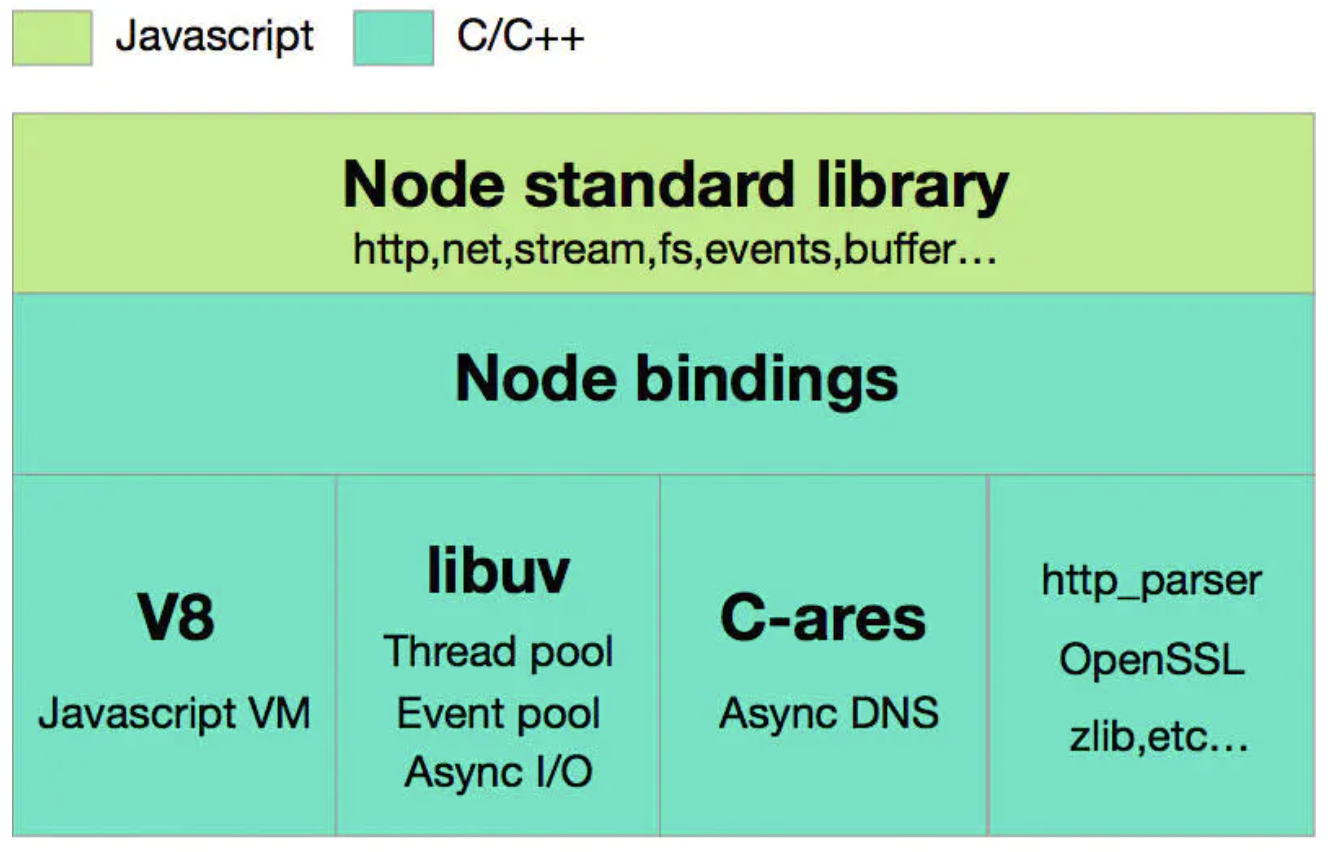 Javascript
C/C++
Node standard library
http,net,stream,fs,events,buffer...
Node bindings
V8
Javascript VM
libuv
Thread pool
Event pool
Async I/O
C-ares
Async DNS
http_parser
OpenSSL
zlib,etc...